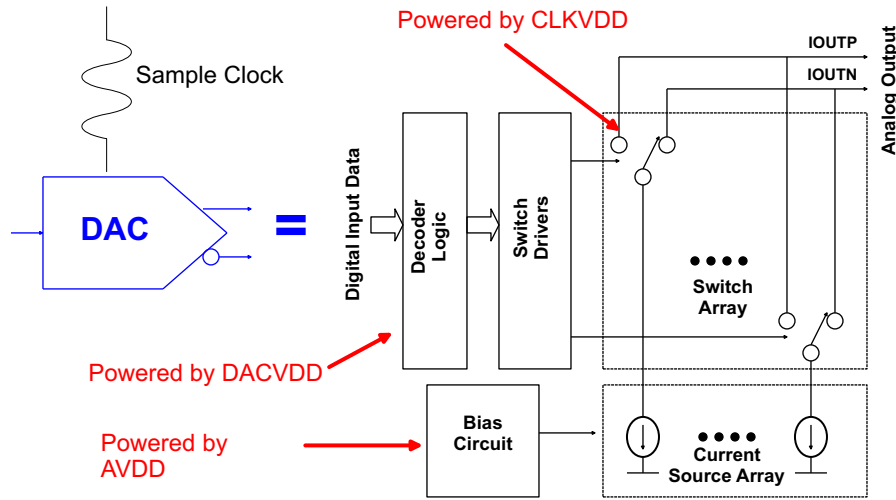 Powered by CLKVDD
Sample Clock
IOUTP
IOUTN
Analog Output
DAC
=
Digital Input Data
Decoder
Logic
Switch
Drivers
Switch
Array
Powered by DACVDD
Powered by
AVDD
Bias
Circuit
Current
Source Array